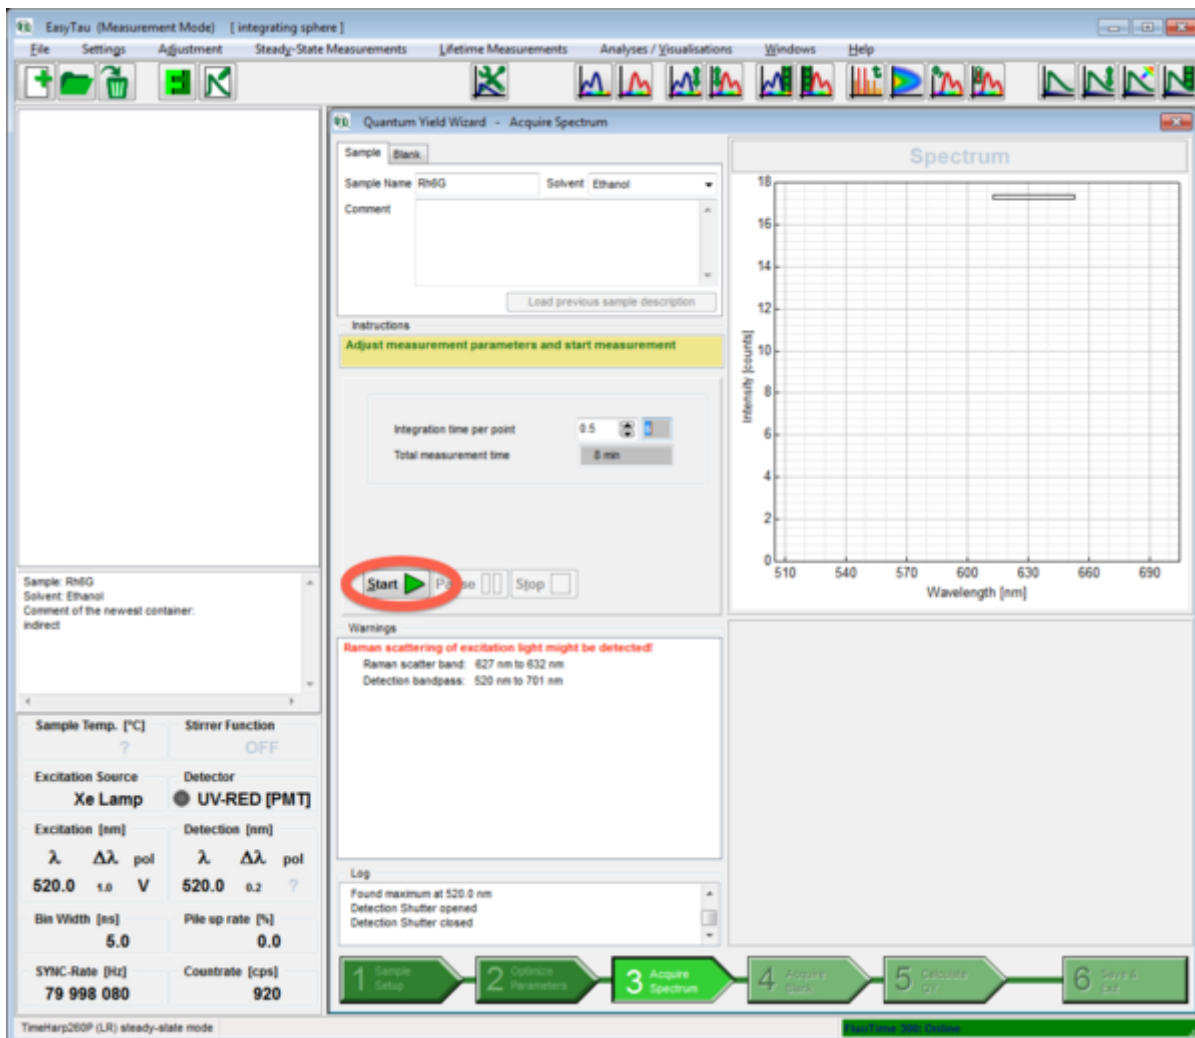 EasyTau (Measurement Mode) [ integrating sphere ]
File Settings Adjustment Steady-State Measurements Lifetime Measurements Analyses / Visualisations Windows Help
Quantum Yield Wizard - Acquire Spectrum
Sample Blank
Sample Name Rh6G Solvent Ethanol
Comment
Load previous sample description
Instructions
Adjust measurement parameters and start measurement
Integration time per point 0.5 s
Total measurement time 8 min
Start Pause Stop
Warnings
Raman scattering of excitation light might be detected!
Raman scatter band: 627 nm to 632 nm
Detection bandpass: 520 nm to 701 nm
Log
Found maximum at 520.0 nm
Detection Shutter opened
Detection Shutter closed
Spectrum
18
16
14
12
10
8
6
4
2
0
Intensity [counts]
510 540 570 600 630 660 690
Wavelength [nm]
Sample: Rh6G
Solvent: Ethanol
Comment of the newest container:
indirect
Sample Temp. [°C] Stirrer Function
? OFF
Excitation Source Detector
Xe Lamp UV-RED [PMT]
Excitation [nm] Detection [nm]
λ Δλ pol λ Δλ pol
520.0 1.0 V 520.0 0.2 ?
Bin Width [ns] Pile up rate [%]
5.0 0.0
SYNC-Rate [Hz] Countrate [cps]
79 998 080 920
1 Sample Setup
2 Optimize Parameters
3 Acquire Spectrum
4 Acquire Blank
5 Calculate QY
6 Save & Exit
TimeHarp260P (LR) steady-state mode
FluoTime 300: Online